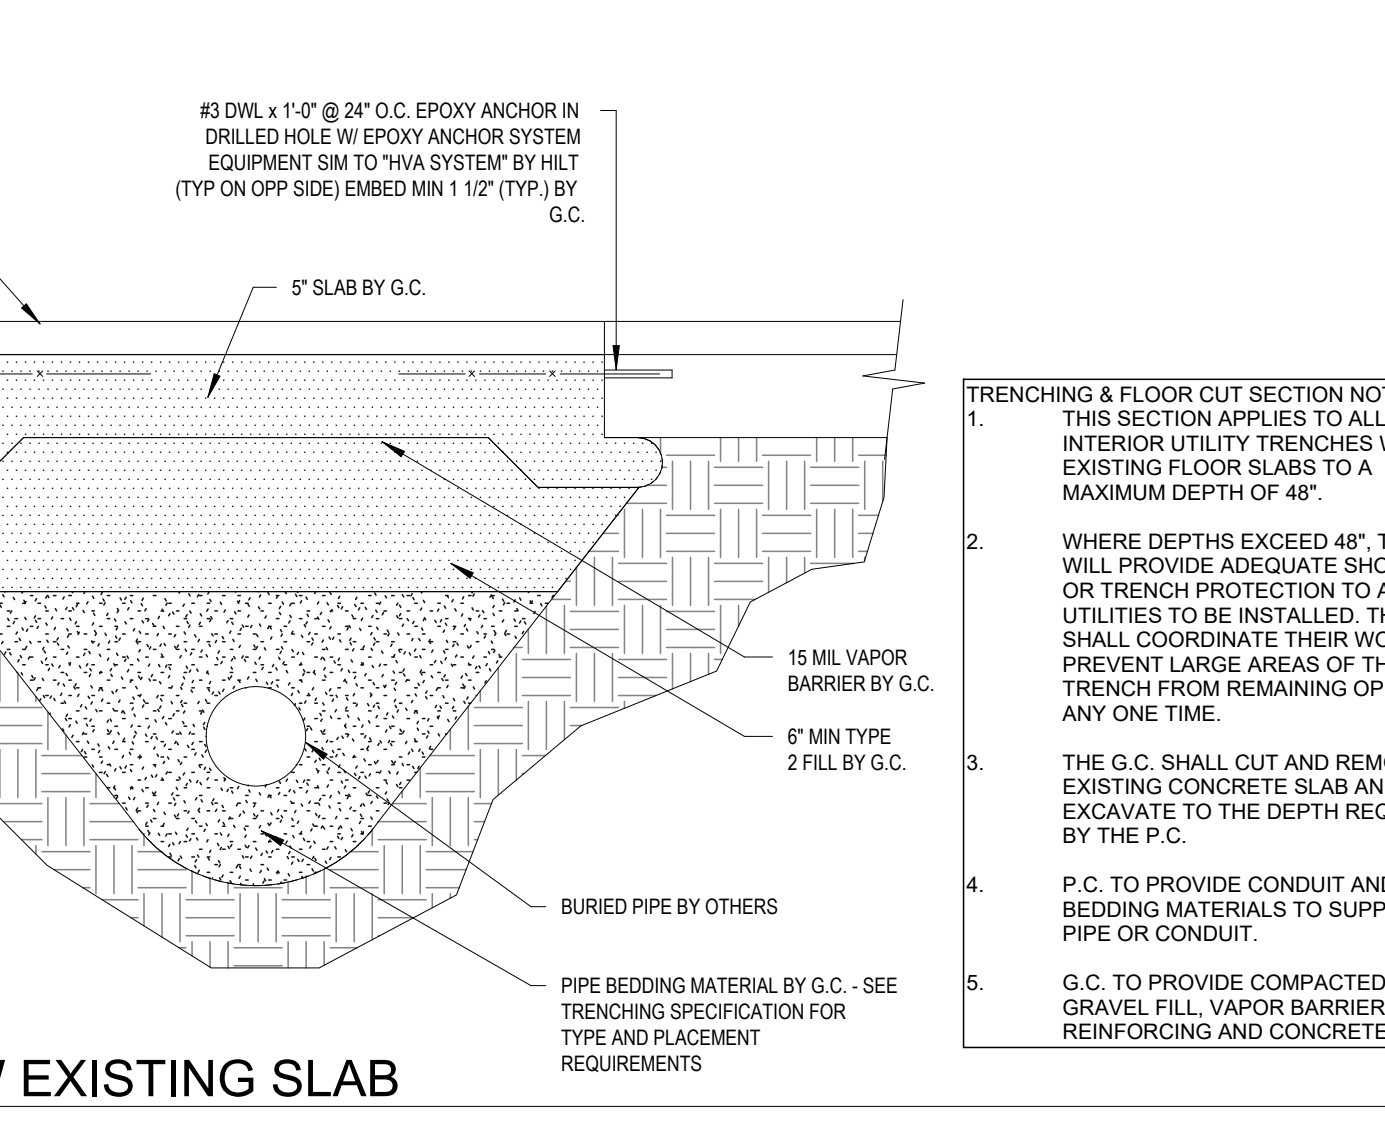 #3 DWL x 1'-0" @ 24" O.C. EPOXY ANCHOR IN
DRILLED HOLE W/ EPOXY ANCHOR SYSTEM
EQUIPMENT SIM TO "HVA SYSTEM" BY HILT
(TYP ON OPP SIDE) EMBED MIN 1 1/2" (TYP.) BY
G.C.
5" SLAB BY G.C.
15 MIL VAPOR
BARRIER BY G.C.
6" MIN TYPE
2 FILL BY G.C.
BURIED PIPE BY OTHERS
PIPE BEDDING MATERIAL BY G.C. - SEE
TRENCHING SPECIFICATION FOR
TYPE AND PLACEMENT
REQUIREMENTS
EXISTING SLAB
TRENCHING & FLOOR CUT SECTION
1. THIS SECTION APPLIES TO ALL
INTERIOR UTILITY TRENCHES
EXISTING FLOOR SLABS TO A
MAXIMUM DEPTH OF 48".
2. WHERE DEPTHS EXCEED 48",
WILL PROVIDE ADEQUATE
OR TRENCH PROTECTION TO
UTILITIES TO BE INSTALLED.
SHALL COORDINATE THEIR
PREVENT LARGE AREAS OF
TRENCH FROM REMAINING
ANY ONE TIME.
3. THE G.C. SHALL CUT AND
EXISTING CONCRETE SLAB
EXCAVATE TO THE DEPTH
BY THE P.C.
4. P.C. TO PROVIDE CONDUIT
BEDDING MATERIALS TO
PIPE OR CONDUIT.
5. G.C. TO PROVIDE COMPACTED
GRAVEL FILL, VAPOR BARRIER
REINFORCING AND CONCRETE